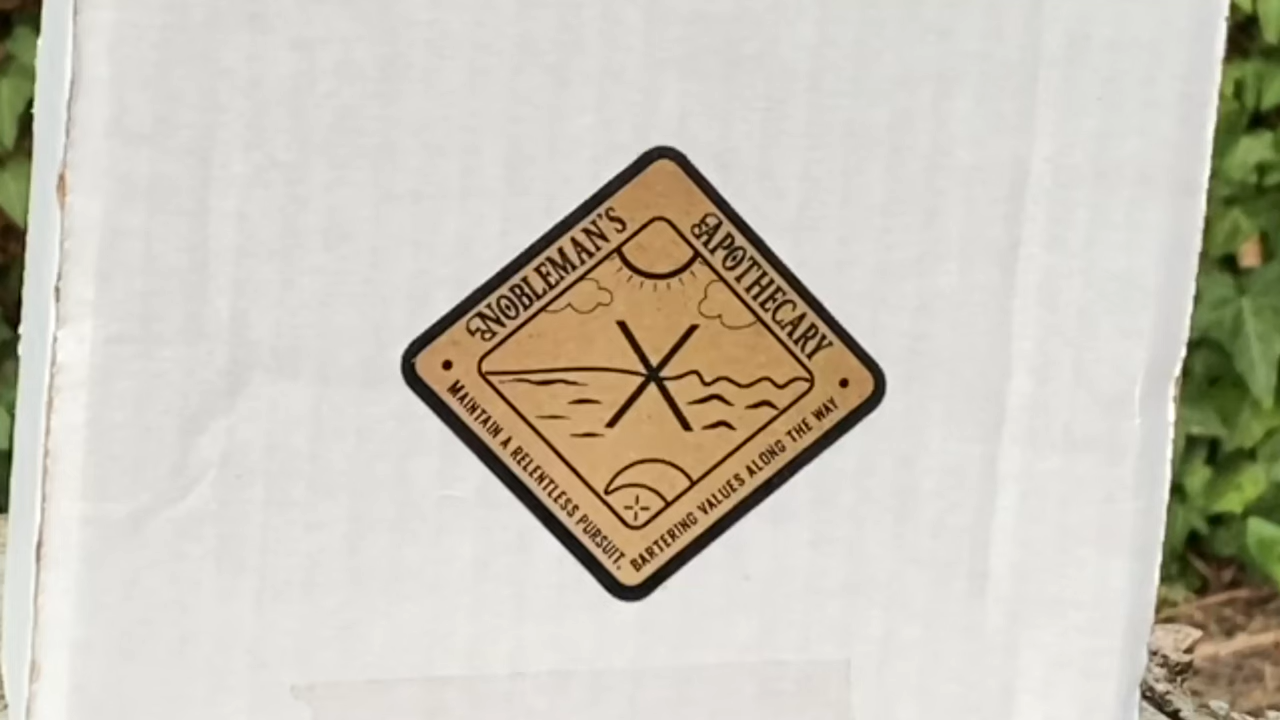 NOBLEMAN'S
APOTHECARY
MAINTAIN A RELENTLESS PURSUIT,
BARTERING VALUES ALONG THE WAY